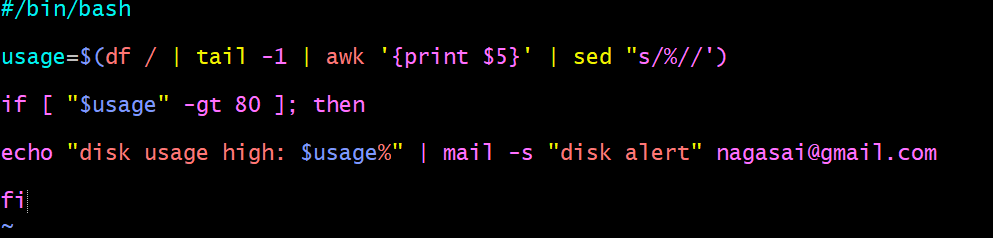 #/bin/bash
usage=$(df / | tail -1 | awk '{print $5}' | sed "s/%//')
if [ "$usage" -gt 80 ]; then
echo "disk usage high: $usage%" | mail -s "disk alert" nagasai@gmail.com
fi
~